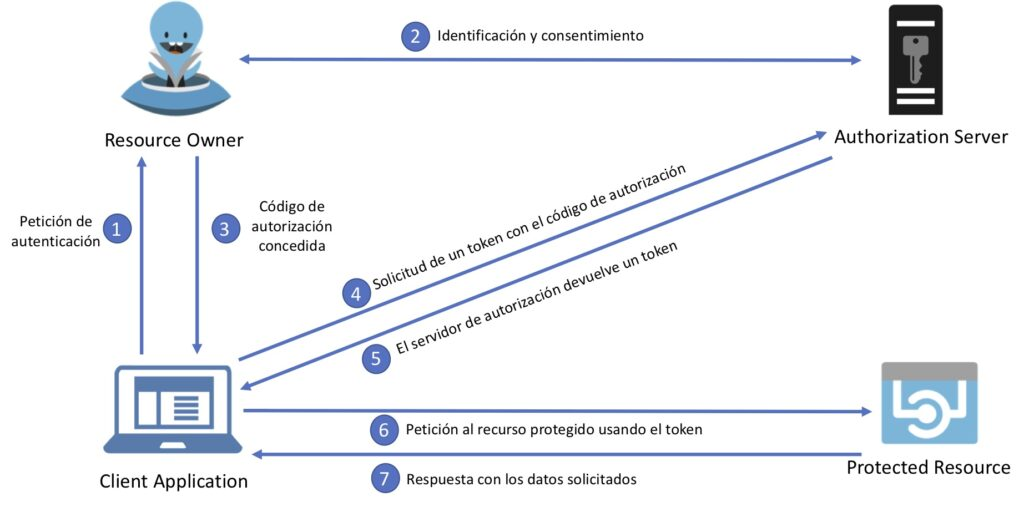 2 Identificación y consentimiento
Resource Owner
Authorization Server
Petición de
autenticación
1
3
Código de
autorización
concedida
4 Solicitud de un token con el código de autorización
5 El servidor de autorización devuelve un token
6 Petición al recurso protegido usando el token
7 Respuesta con los datos solicitados
Client Application
Protected Resource